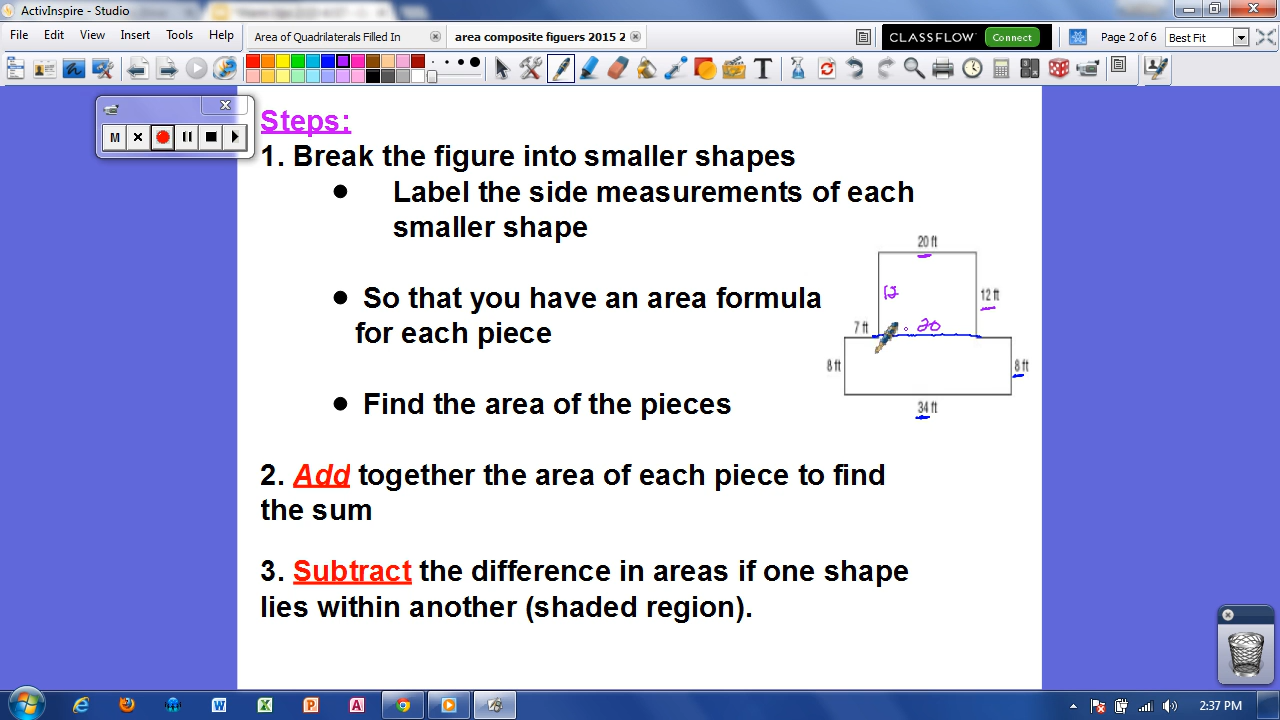 ActivInspire - Studio
File Edit View Insert Tools Help
Area of Quadrilaterals Filled In
area composite figuers 2015 2
CLASSFLOW Connect
Page 2 of 6
Best Fit
M
T
Steps:
1. Break the figure into smaller shapes
● Label the side measurements of each
smaller shape
● So that you have an area formula
for each piece
● Find the area of the pieces
2. Add together the area of each piece to find
the sum
3. Subtract the difference in areas if one shape
lies within another (shaded region).
20 ft
12
12 ft
7 ft
20
8 ft
8 ft
34 ft
2:37 PM